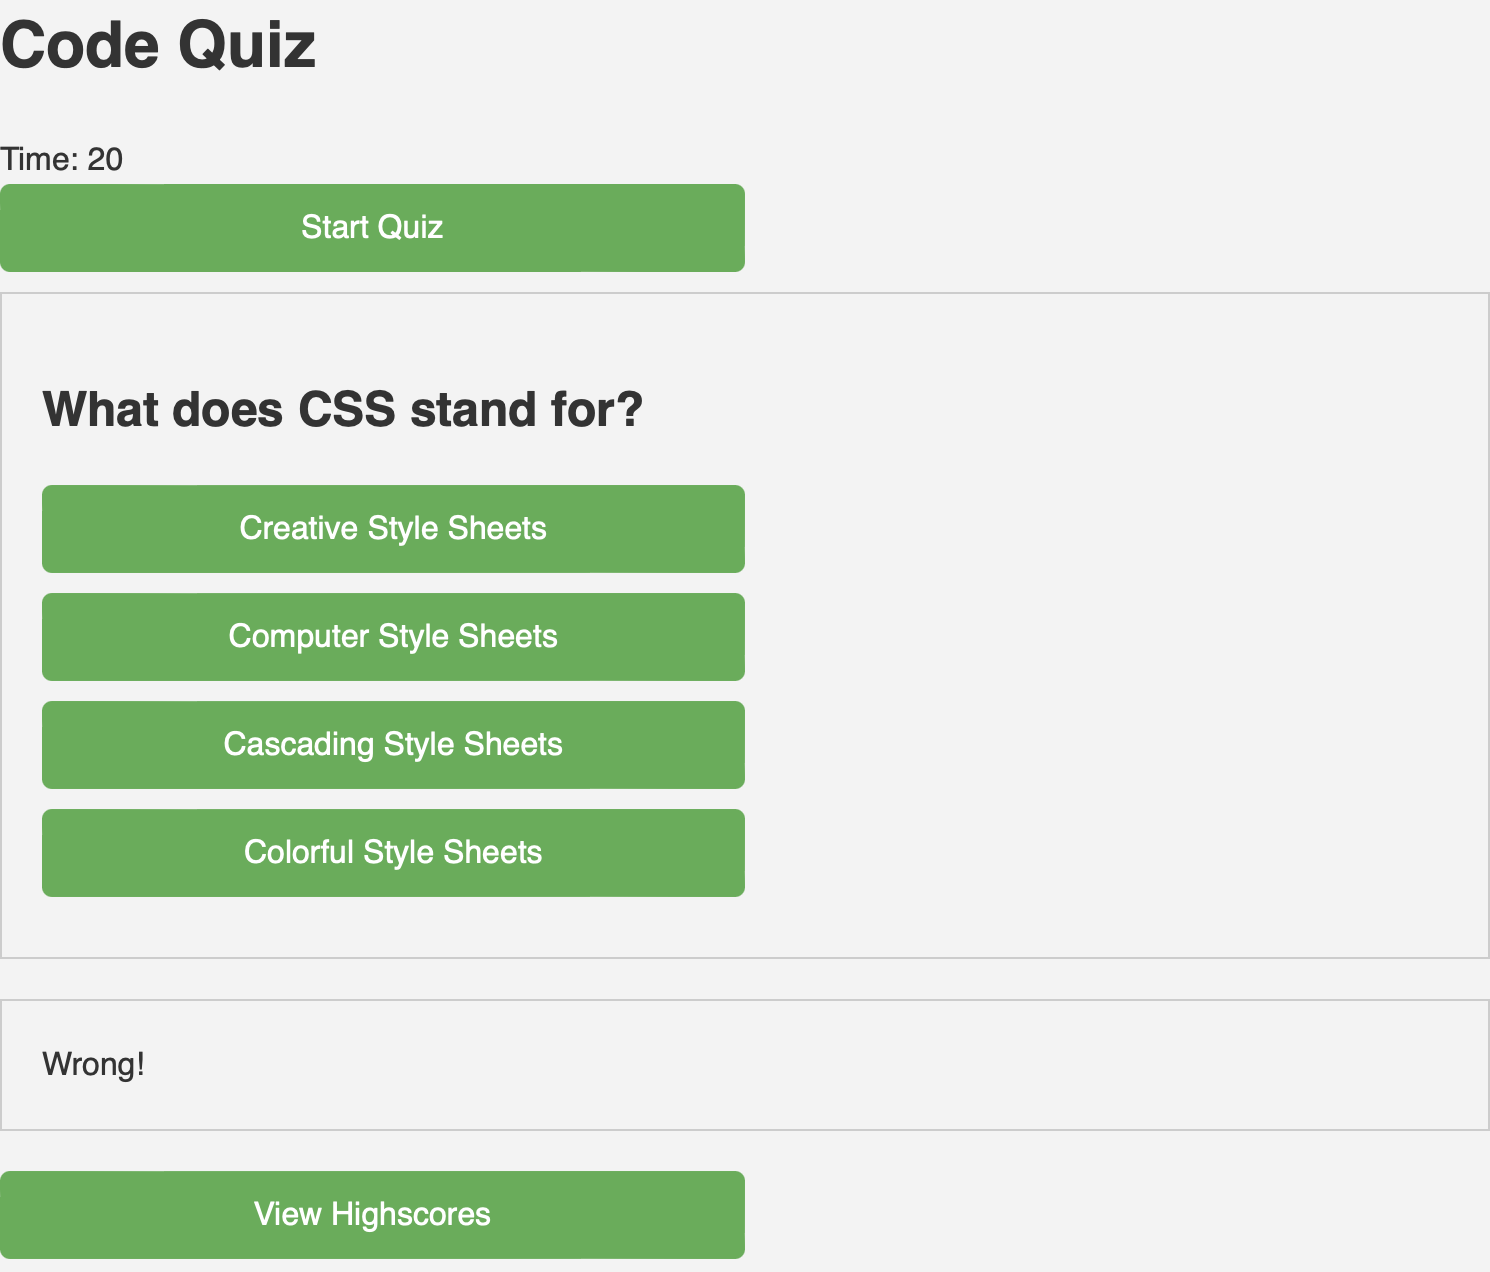 Code Quiz
Time: 20
Start Quiz
What does CSS stand for?
Creative Style Sheets
Computer Style Sheets
Cascading Style Sheets
Colorful Style Sheets
Wrong!
View Highscores